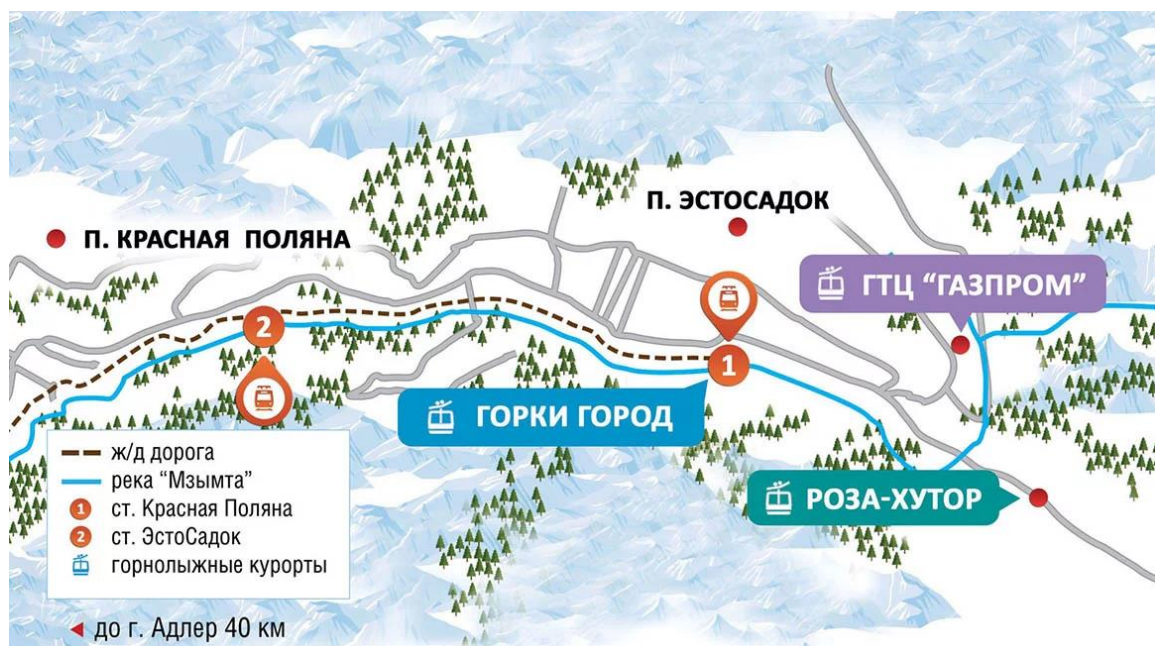 П. ЭСТОСАДОК
П. КРАСНАЯ ПОЛЯНА
ГТЦ “ГАЗПРОМ”
2
1
ГОРКИ ГОРОД
РОЗА-ХУТОР
ж/д дорога
река “Мзымта”
1 ст. Красная Поляна
2 ст. ЭстоСадок
горнолыжные курорты
до г. Адлер 40 км